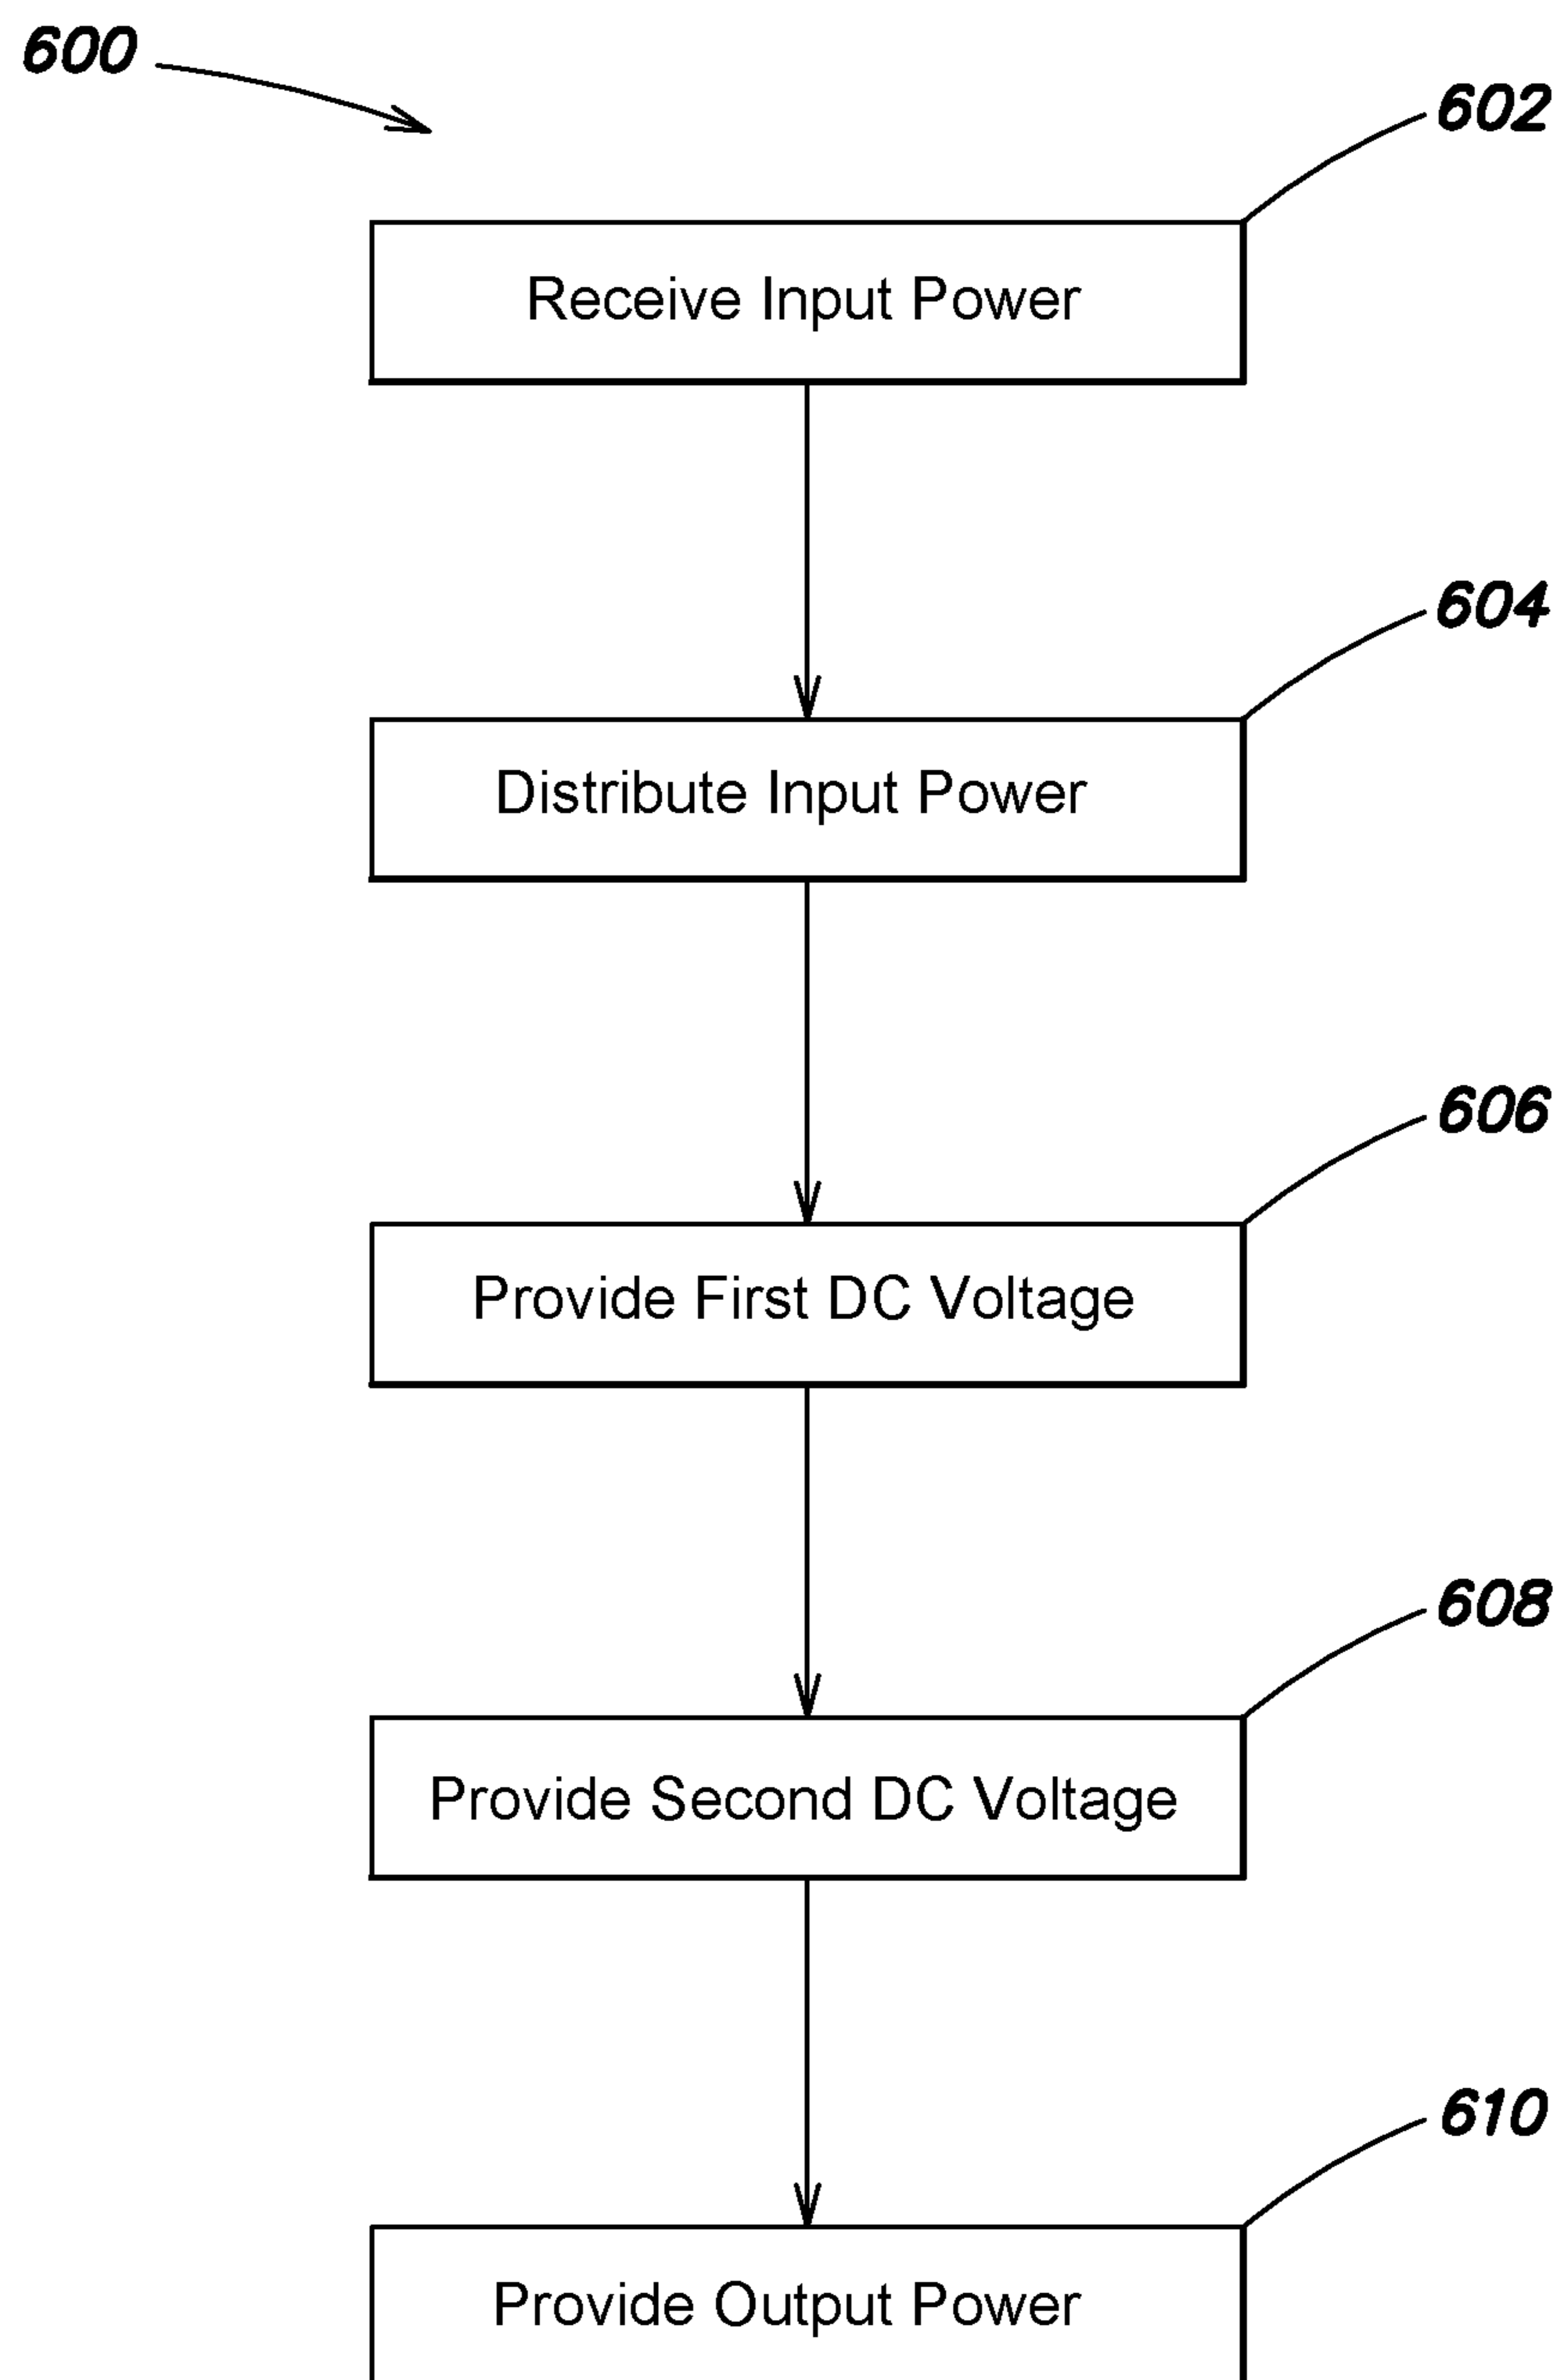 600
602
Receive Input Power
604
Distribute Input Power
606
Provide First DC Voltage
608
Provide Second DC Voltage
610
Provide Output Power